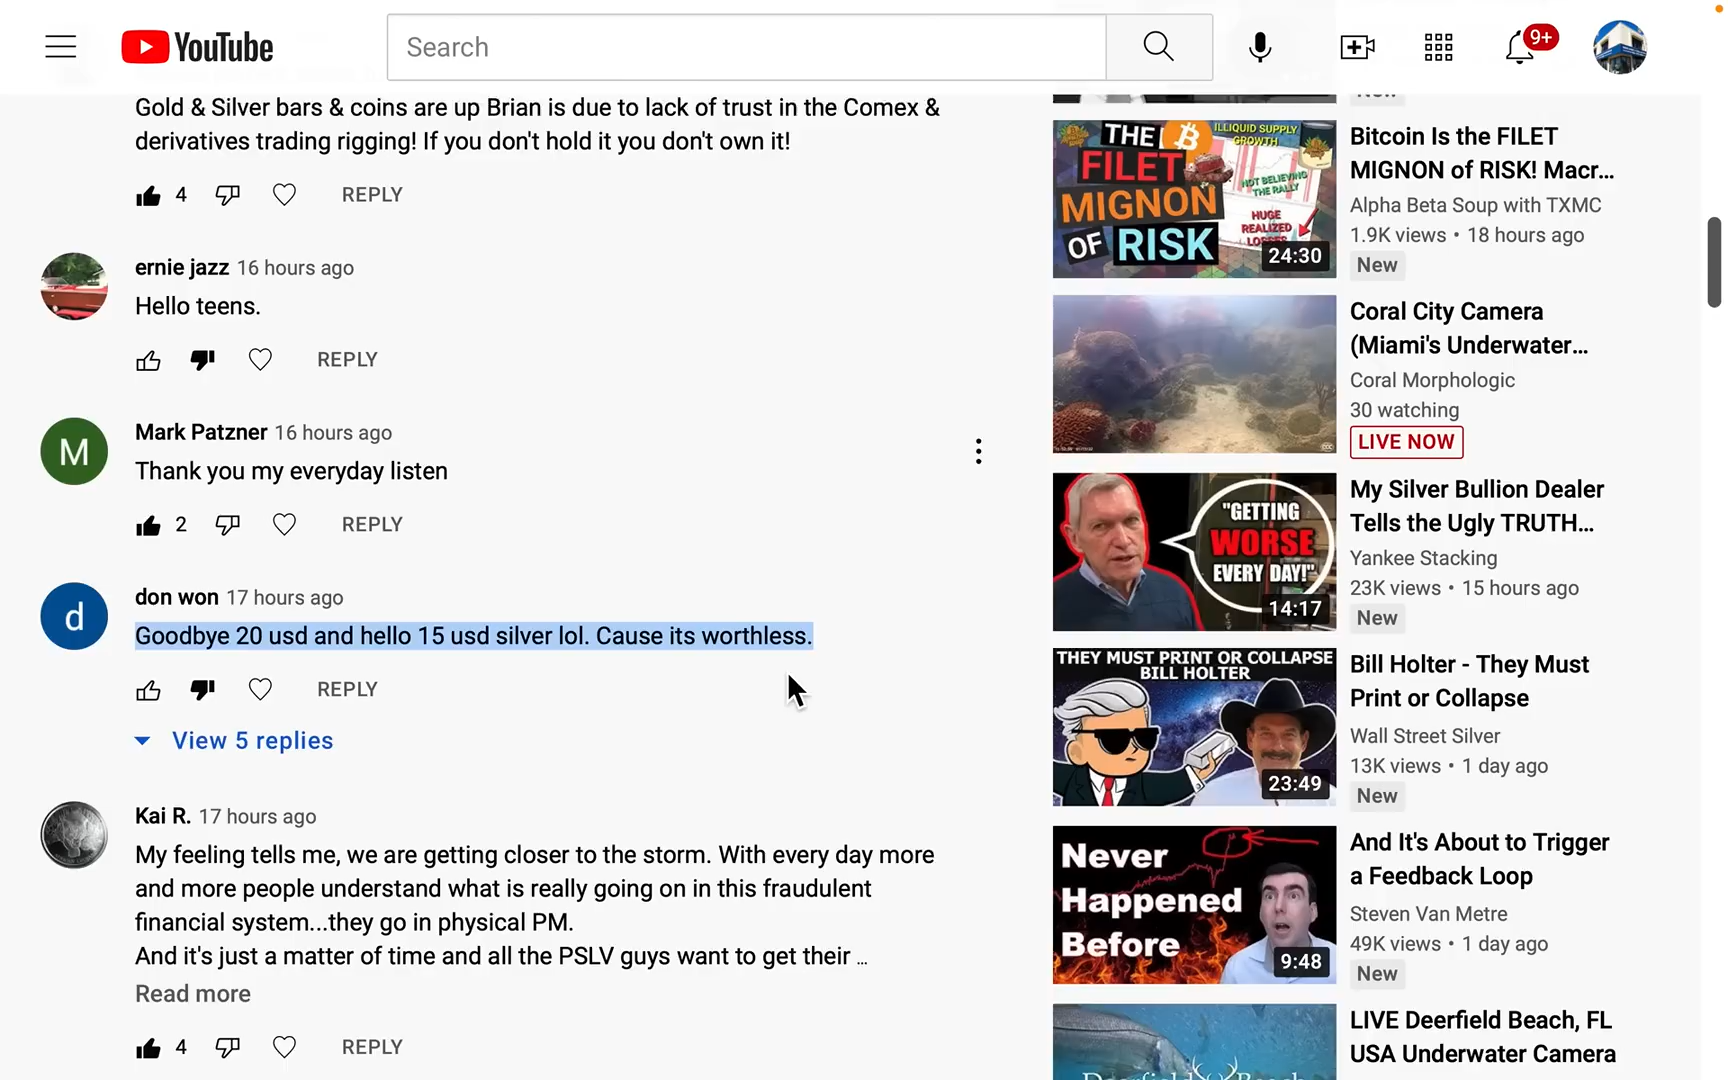 YouTube
Search
9+
Gold & Silver bars & coins are up Brian is due to lack of trust in the Comex &
derivatives trading rigging! If you don't hold it you don't own it!
4
REPLY
ernie jazz 16 hours ago
Hello teens.
REPLY
Mark Patzner 16 hours ago
M
Thank you my everyday listen
2
REPLY
don won 17 hours ago
d
Goodbye 20 usd and hello 15 usd silver lol. Cause its worthless.
REPLY
View 5 replies
Kai R. 17 hours ago
My feeling tells me, we are getting closer to the storm. With every day more
and more people understand what is really going on in this fraudulent
financial system...they go in physical PM.
And it's just a matter of time and all the PSLV guys want to get their ...
Read more
4
REPLY
THE
FILET
MIGNON
OF RISK
ILLIQUID SUPPLY
GROWTH
NOT BELIEVING
THE RALLY
HUGE
REALIZED
24:30
Bitcoin Is the FILET
MIGNON of RISK! Macr...
Alpha Beta Soup with TXMC
1.9K views • 18 hours ago
New
Coral City Camera
(Miami's Underwater...
Coral Morphologic
30 watching
LIVE NOW
"GETTING
WORSE
EVERY DAY!"
14:17
My Silver Bullion Dealer
Tells the Ugly TRUTH...
Yankee Stacking
23K views • 15 hours ago
New
THEY MUST PRINT OR COLLAPSE
BILL HOLTER
23:49
Bill Holter - They Must
Print or Collapse
Wall Street Silver
13K views • 1 day ago
New
Never
Happened
Before
9:48
And It's About to Trigger
a Feedback Loop
Steven Van Metre
49K views • 1 day ago
New
LIVE Deerfield Beach, FL
USA Underwater Camera